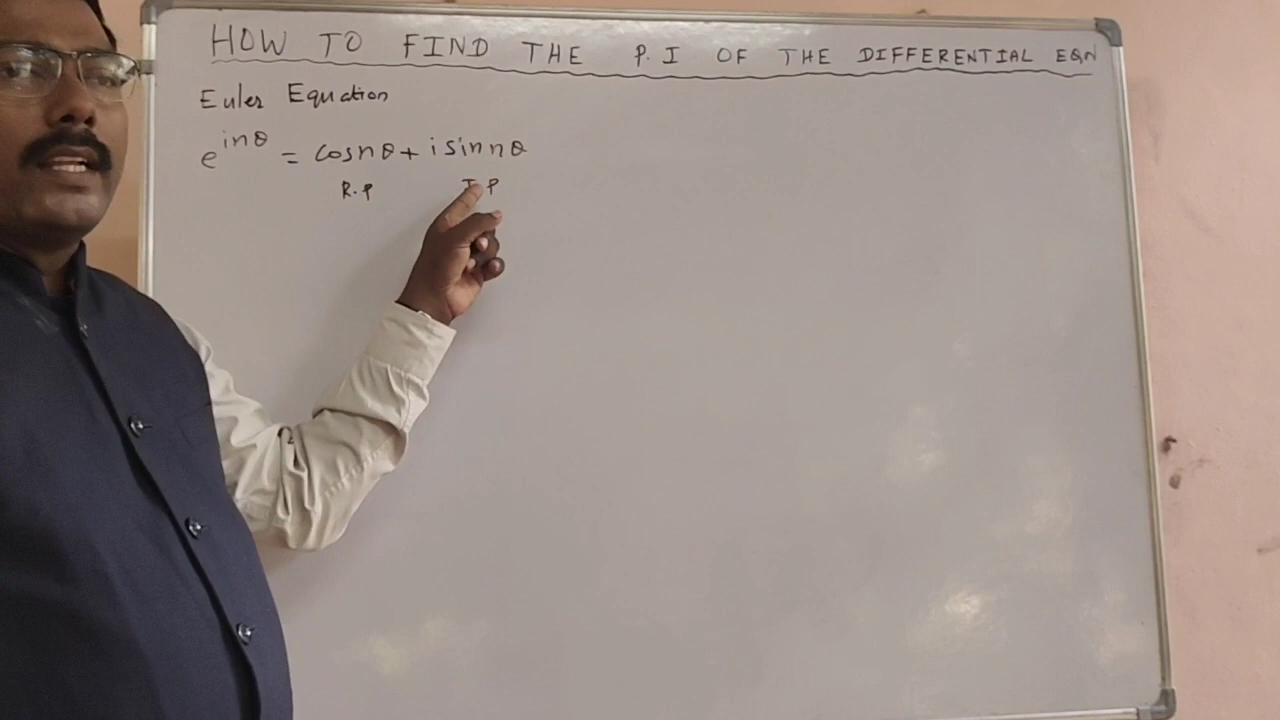 HOW TO FIND THE P.I OF THE DIFFERENTIAL EQN
Euler Equation
e^{inθ} = cosnθ + i sinnθ
R.P I.P